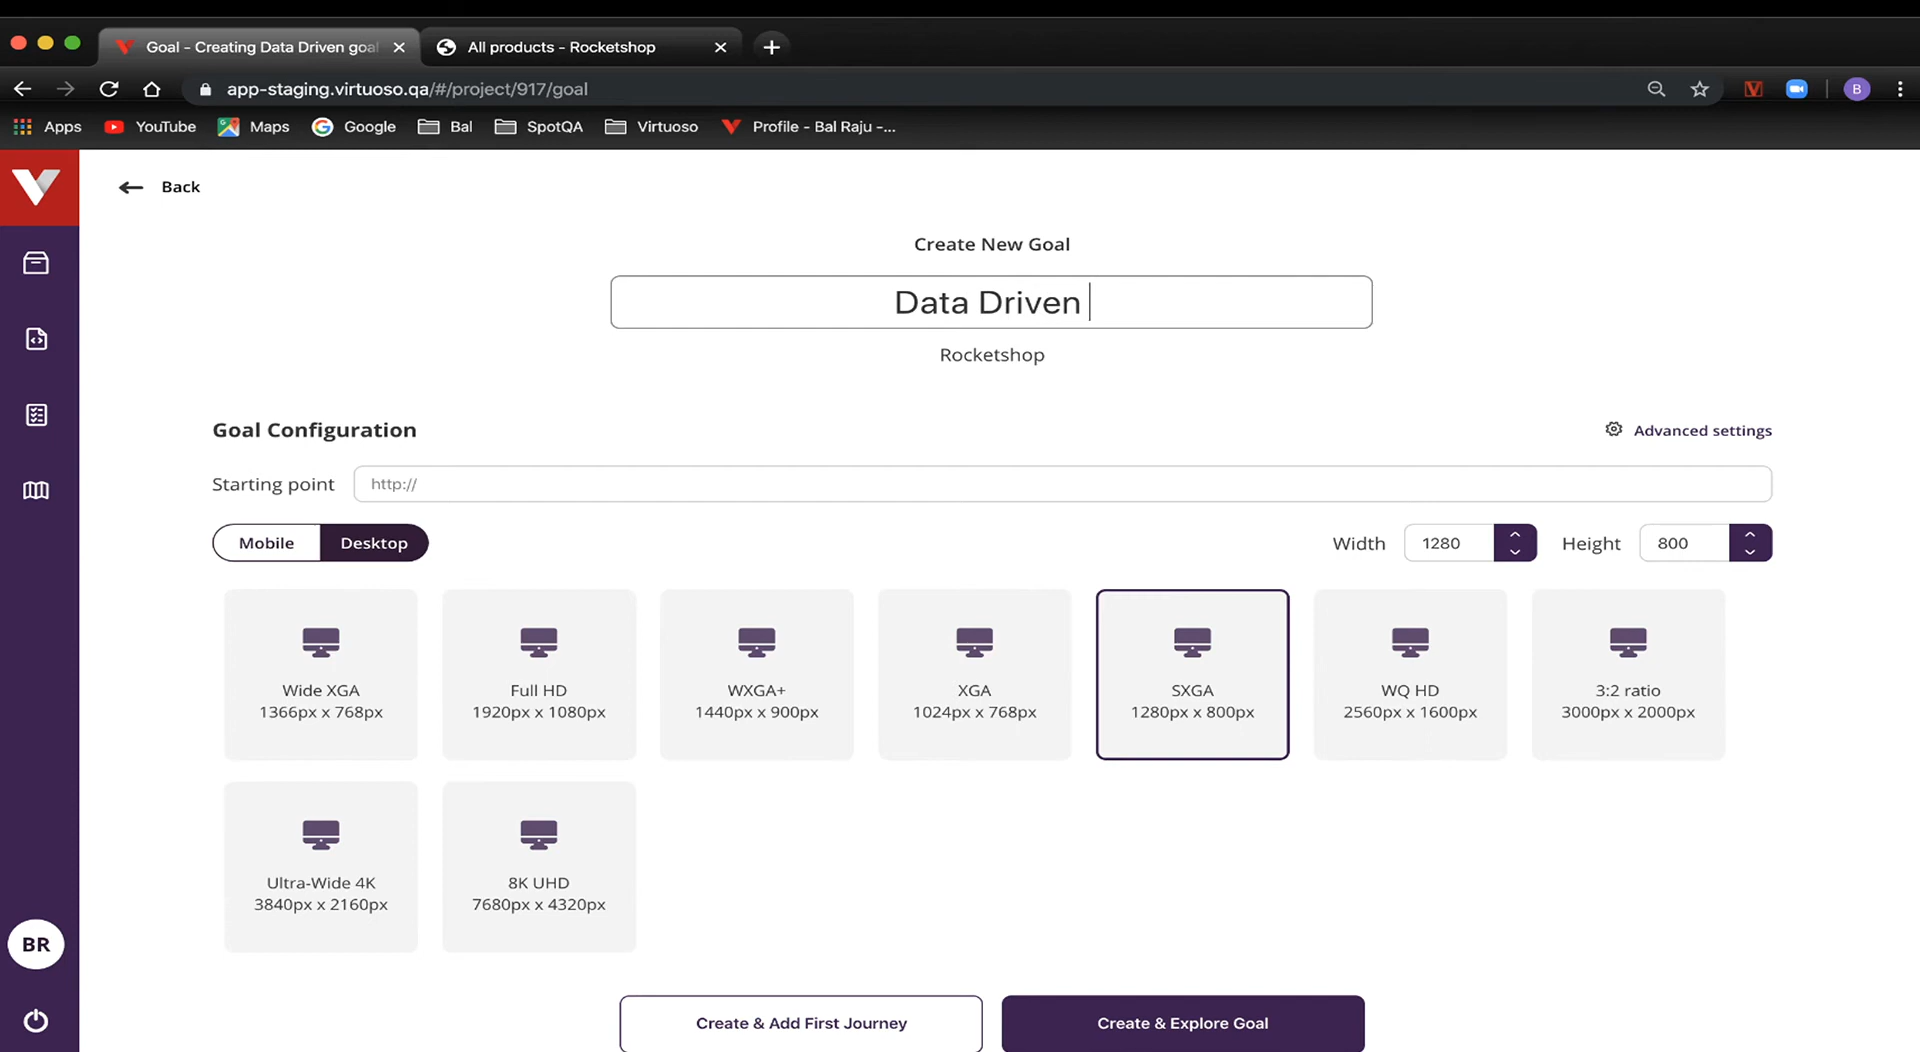 Goal - Creating Data Driven goal
All products - Rocketshop
app-staging.virtuoso.qa/#/project/917/goal
B
Apps
YouTube
Maps
Google
Bal
SpotQA
Virtuoso
Profile - Bal Raju -...
Back
Create New Goal
Data Driven
Rocketshop
Goal Configuration
Advanced settings
Starting point
http://
Mobile
Desktop
Width
1280
Height
800
Wide XGA
1366px x 768px
Full HD
1920px x 1080px
WXGA+
1440px x 900px
XGA
1024px x 768px
SXGA
1280px x 800px
WQ HD
2560px x 1600px
3:2 ratio
3000px x 2000px
Ultra-Wide 4K
3840px x 2160px
8K UHD
7680px x 4320px
BR
Create & Add First Journey
Create & Explore Goal